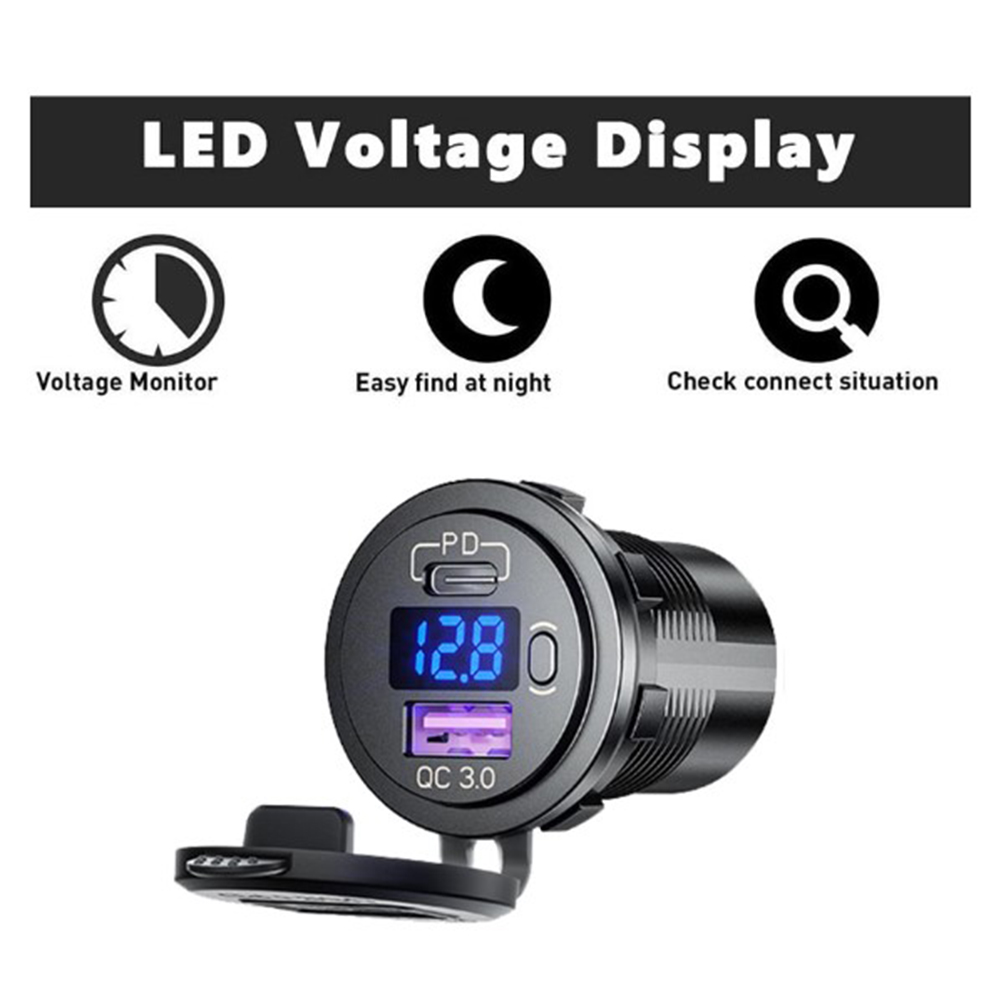 LED Voltage Display
Voltage Monitor
Easy find at night
Check connect situation
PD
12.8
QC 3.0